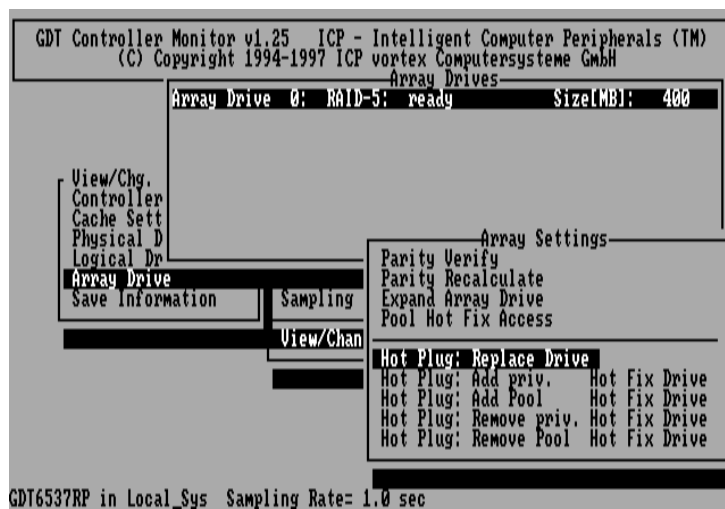 GDT Controller Monitor v1.25 ICP - Intelligent Computer Peripherals (TM)
(C) Copyright 1994-1997 ICP vortex Computersysteme GmbH
Array Drives
Array Drive 0: RAID-5: ready Size[MB]: 400
View/Chg.
Controller
Cache Sett
Physical D
Logical Dr
Array Drive
Save Information
Sampling
View/Chan
Array Settings
Parity Verify
Parity Recalculate
Expand Array Drive
Pool Hot Fix Access
Hot Plug: Replace Drive
Hot Plug: Add priv. Hot Fix Drive
Hot Plug: Add Pool Hot Fix Drive
Hot Plug: Remove priv. Hot Fix Drive
Hot Plug: Remove Pool Hot Fix Drive
GDT6537RP in Local_Sys Sampling Rate= 1.0 sec